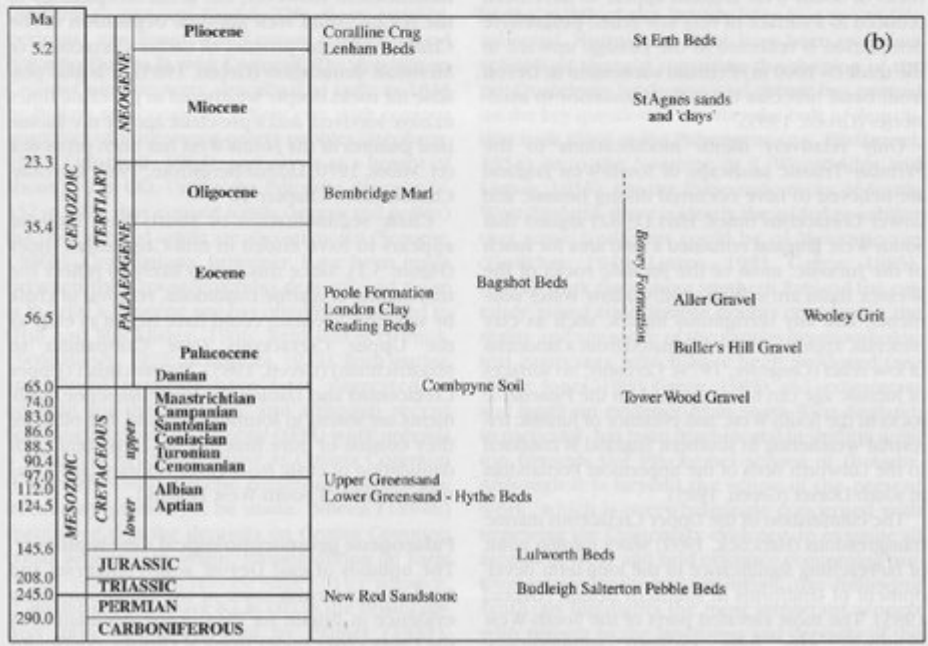 Ma
(b)
Pliocene
Coralline Crag
St Erth Beds
5.2
Lenham Beds
NEOGENE
Miocene
St Agnes sands
and 'clays'
23.3
CENOZOIC
TERTIARY
Oligocene
Bembridge Marl
35.4
PALAEOGENE
Eocene
Bovey Formation
Bagshot Beds
Poole Formation
Aller Gravel
London Clay
Wooley Grit
56.5
Reading Beds
Palaeocene
Buller's Hill Gravel
Danian
65.0
Combpyne Soil
74.0
Maastrichtian
Tower Wood Gravel
83.0
Campanian
86.6
Santonian
88.5
Coniacian
90.4
Turonian
97.0
Cenomanian
MESOZOIC
CRETACEOUS
upper
Upper Greensand
112.0
Albian
Lower Greensand - Hythe Beds
124.5
Aptian
lower
145.6
Lulworth Beds
JURASSIC
208.0
TRIASSIC
Budleigh Salterton Pebble Beds
245.0
New Red Sandstone
PERMIAN
290.0
CARBONIFEROUS